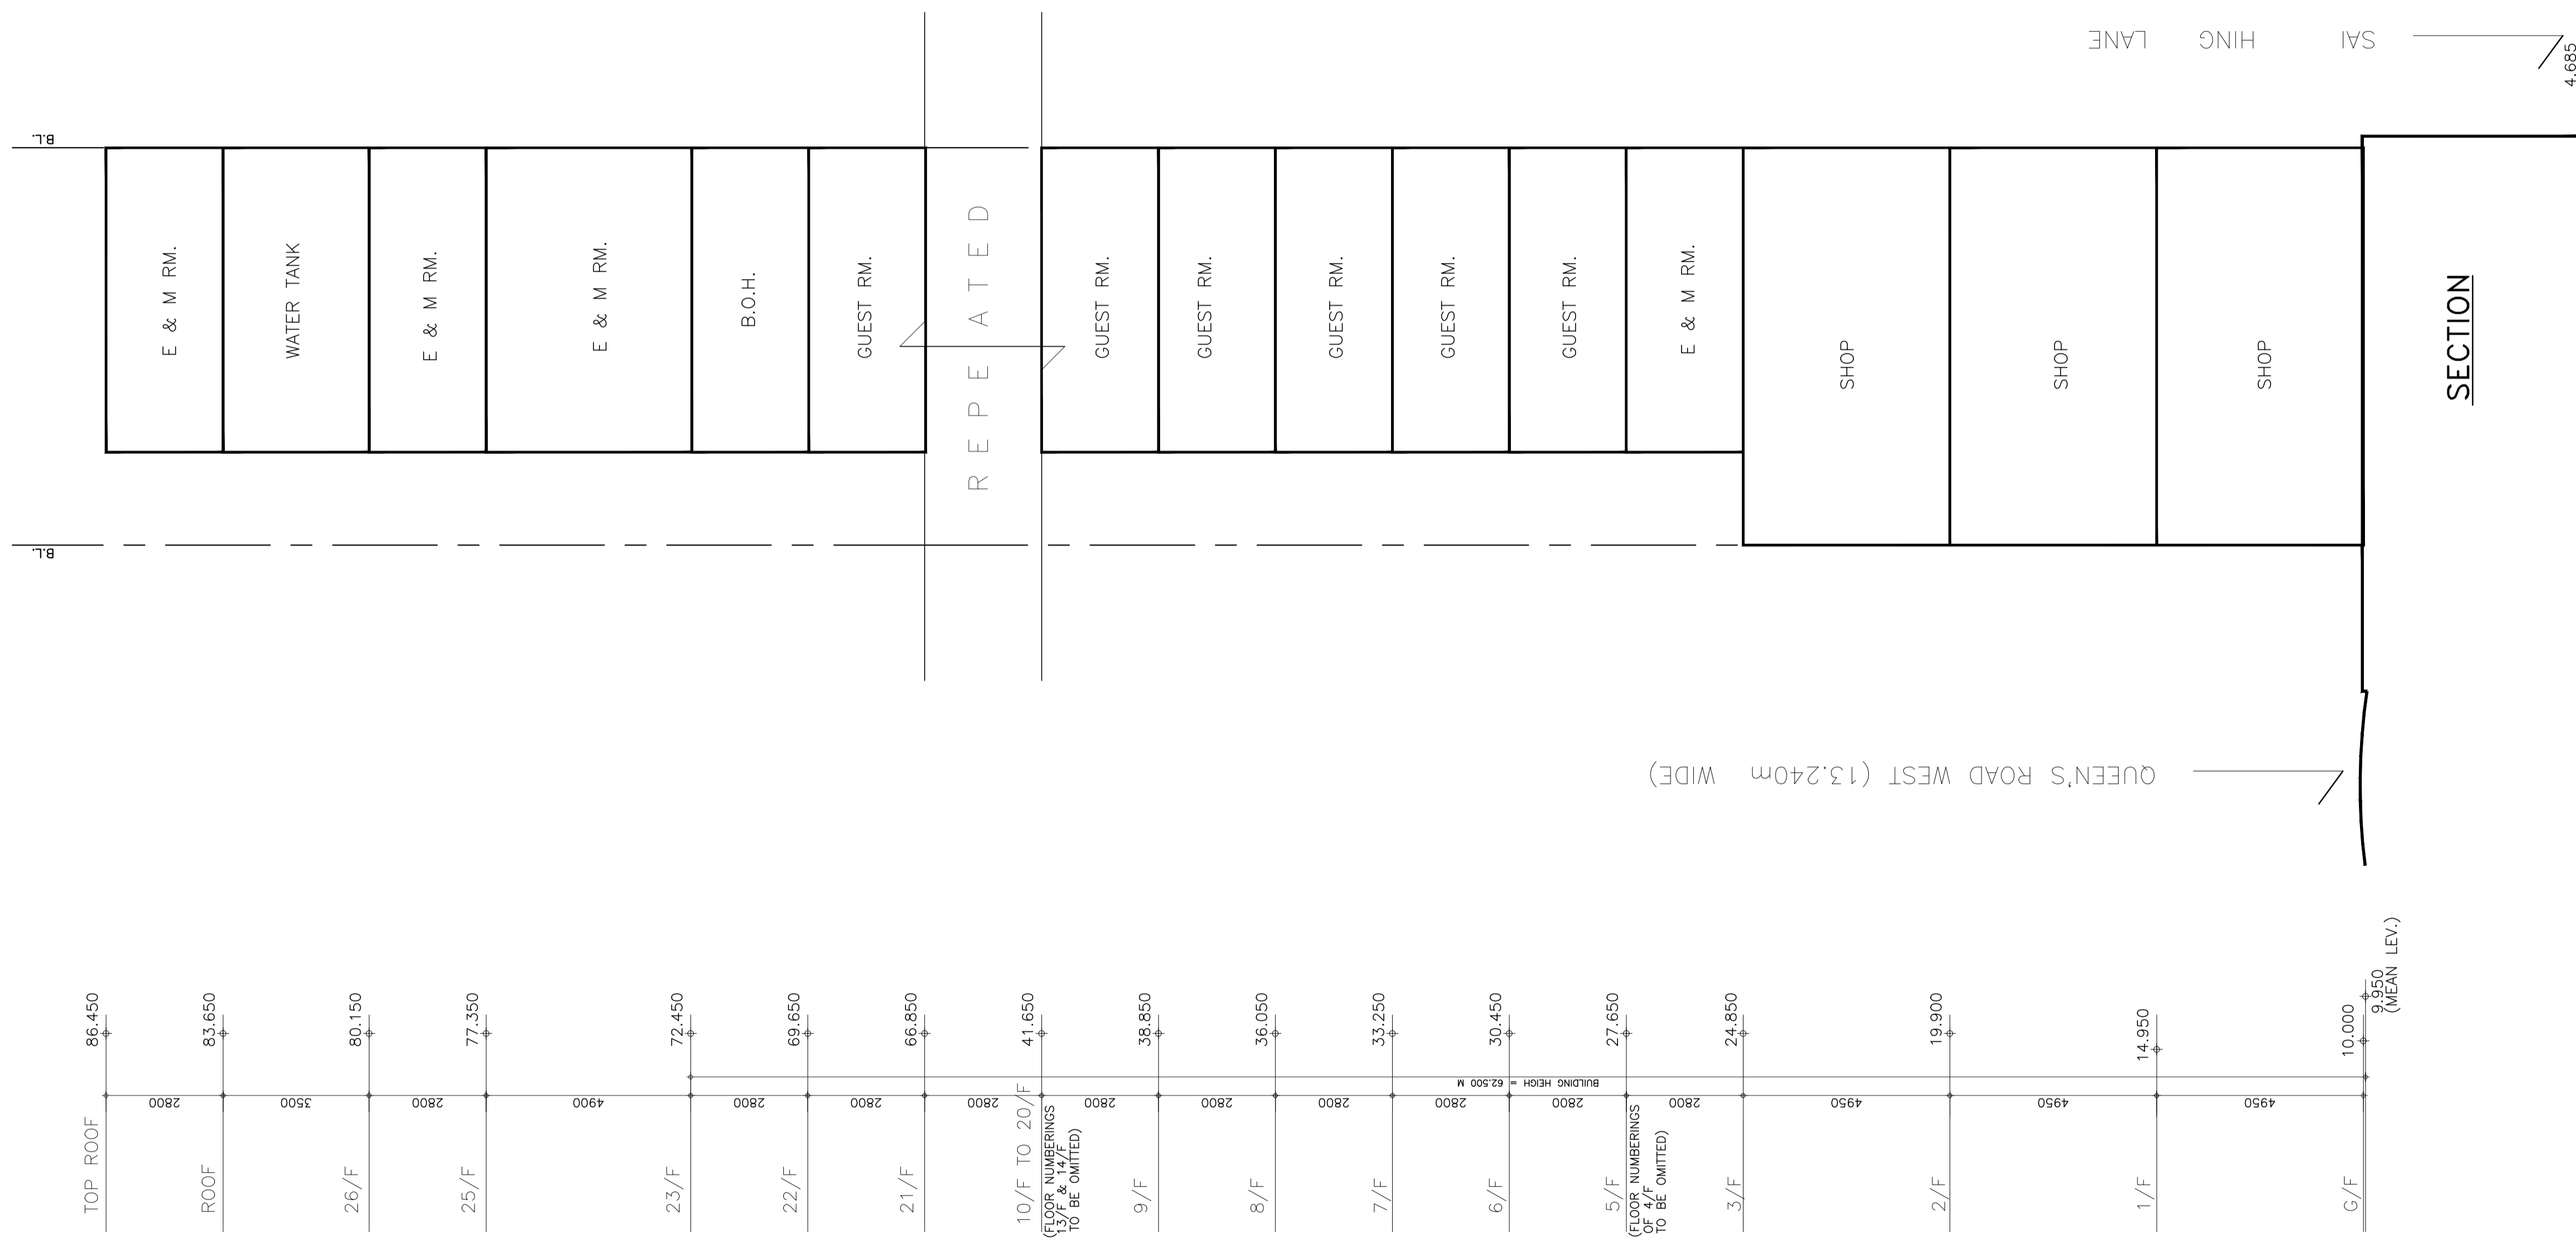 B.L.
B.L.
E & M RM.
WATER TANK
E & M RM.
E & M RM.
B.O.H.
GUEST RM.
REPEATED
GUEST RM.
GUEST RM.
GUEST RM.
GUEST RM.
GUEST RM.
E & M RM.
SHOP
SHOP
SHOP
SAI HING LANE
4.685
QUEEN'S ROAD WEST (13.240m WIDE)
TOP ROOF
ROOF
26/F
25/F
23/F
22/F
21/F
10/F TO 20/F
(FLOOR NUMBERINGS
13/F & 14/F
TO BE OMITTED)
9/F
8/F
7/F
6/F
5/F
(FLOOR NUMBERINGS
OF 4/F
TO BE OMITTED)
3/F
2/F
1/F
G/F
2800
3500
2800
4900
2800
2800
2800
2800
2800
2800
2800
2800
2800
4950
4950
4950
BUILDING HEIGH = 62.500 M
86.450
83.650
80.150
77.350
72.450
69.650
66.850
41.650
38.850
36.050
33.250
30.450
27.650
24.850
19.900
14.950
10.000
9.950
(MEAN LEV.)
SECTION